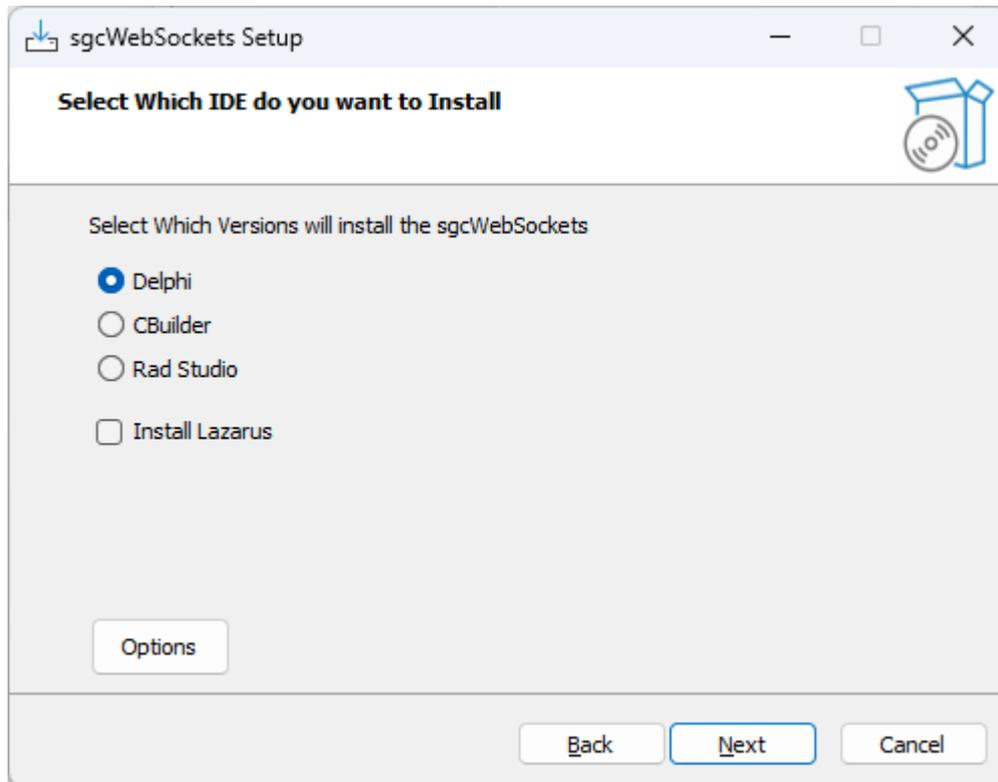 sgcWebSockets Setup
Select Which IDE do you want to Install
Select Which Versions will install the sgcWebSockets
Delphi
CBuilder
Rad Studio
Install Lazarus
Options
Back
Next
Cancel